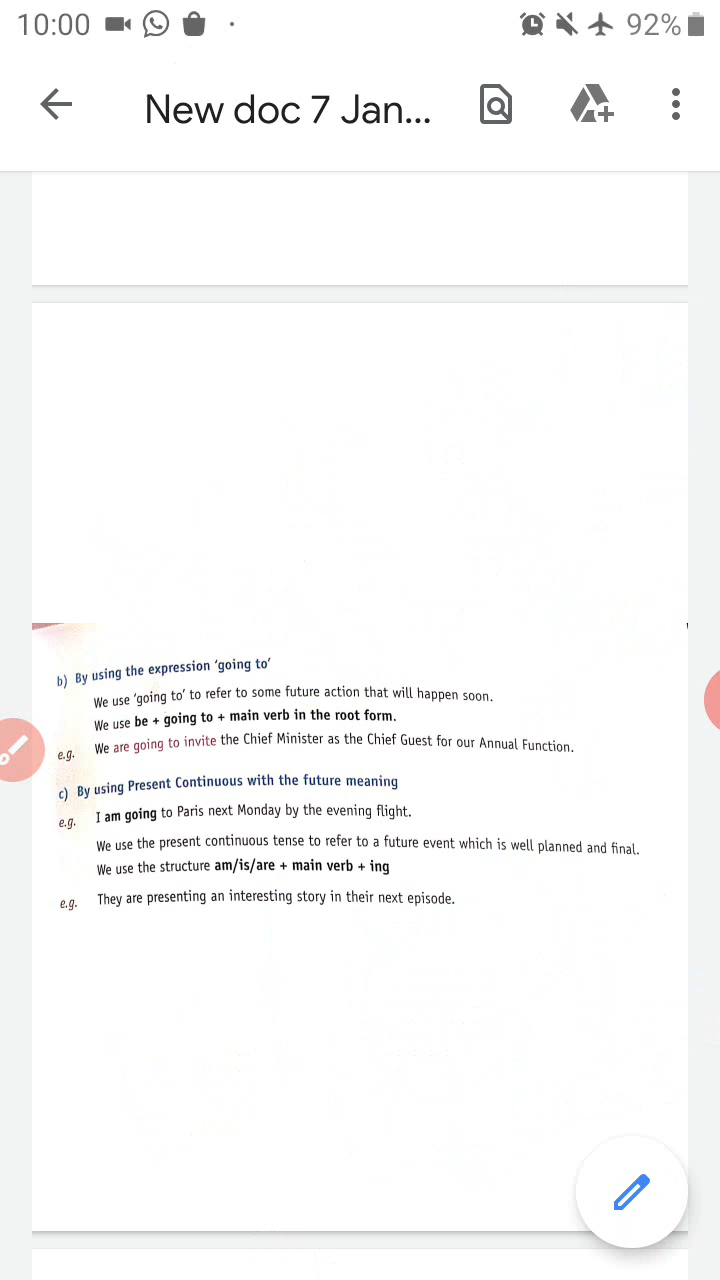 10:00
92%
New doc 7 Jan...
b) By using the expression ‘going to’
We use ‘going to’ to refer to some future action that will happen soon.
We use be + going to + main verb in the root form.
e.g. We are going to invite the Chief Minister as the Chief Guest for our Annual Function.
c) By using Present Continuous with the future meaning
e.g. I am going to Paris next Monday by the evening flight.
We use the present continuous tense to refer to a future event which is well planned and final.
We use the structure am/is/are + main verb + ing
e.g. They are presenting an interesting story in their next episode.